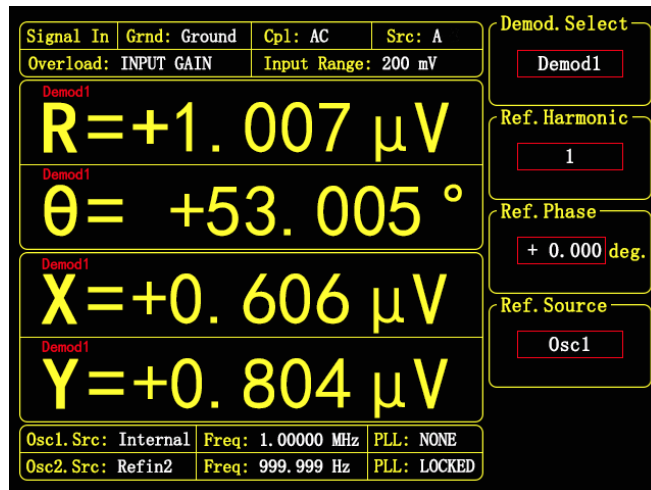 Signal In Grnd: Ground Cpl: AC Src: A
Overload: INPUT GAIN Input Range: 200 mV
Demod1
R=+1.007 μV
Demod1
θ= +53.005 °
Demod1
X=+0.606 μV
Demod1
Y=+0.804 μV
Osc1.Src: Internal Freq: 1.00000 MHz PLL: NONE
Osc2.Src: Refin2 Freq: 999.999 Hz PLL: LOCKED
Demod.Select
Demod1
Ref.Harmonic
1
Ref.Phase
+ 0.000 deg.
Ref.Source
Osc1